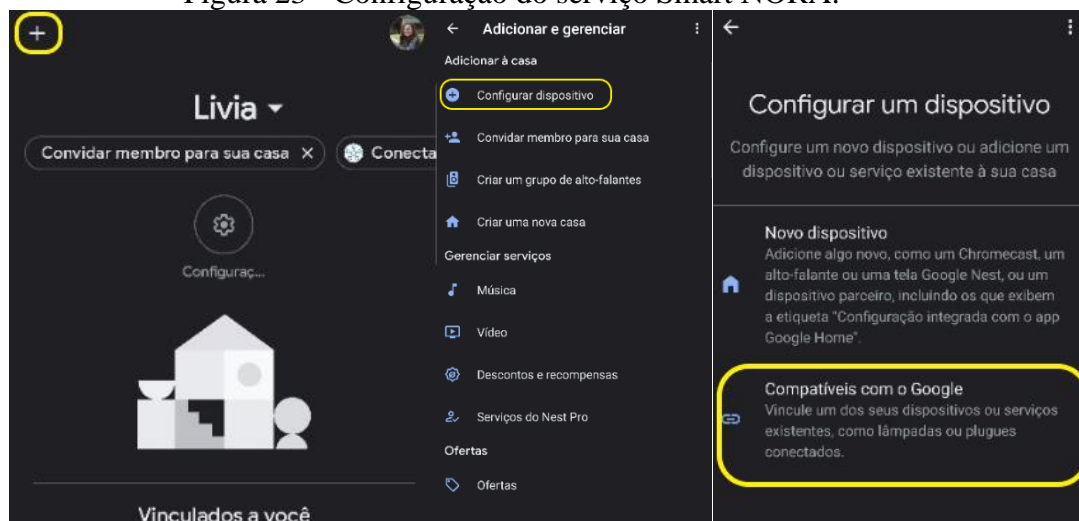 Figura 25 - Configuração do serviço Smart NORA.
+
Livia
Convidar membro para sua casa X
Conecta
Configuraç...
Vinculados a você
Adicionar e gerenciar
Adicionar à casa
Configurar dispositivo
Convidar membro para sua casa
Criar um grupo de alto-falantes
Criar uma nova casa
Gerenciar serviços
Música
Vídeo
Descontos e recompensas
Serviços do Nest Pro
Ofertas
Ofertas
Configurar um dispositivo
Configure um novo dispositivo ou adicione um
dispositivo ou serviço existente à sua casa
Novo dispositivo
Adicione algo novo, como um Chromecast, um
alto-falante ou uma tela Google Nest, ou um
dispositivo parceiro, incluindo os que exibem
a etiqueta "Configuração integrada com o app
Google Home".
Compatíveis com o Google
Vincule um dos seus dispositivos ou serviços
existentes, como lâmpadas ou plugues
conectados.